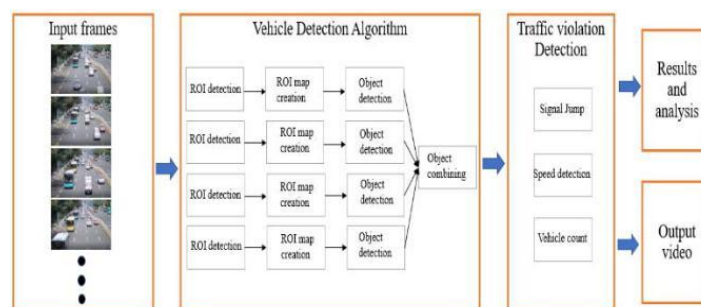 Input frames
Vehicle Detection Algorithm
Traffic violation
Detection
ROI detection
ROI map
creation
Object
detection
ROI detection
ROI map
creation
Object
detection
ROI detection
ROI map
creation
Object
detection
ROI detection
ROI map
creation
Object
detection
Object
combining
Signal Jump
Speed detection
Vehicle count
Results
and
analysis
Output
video